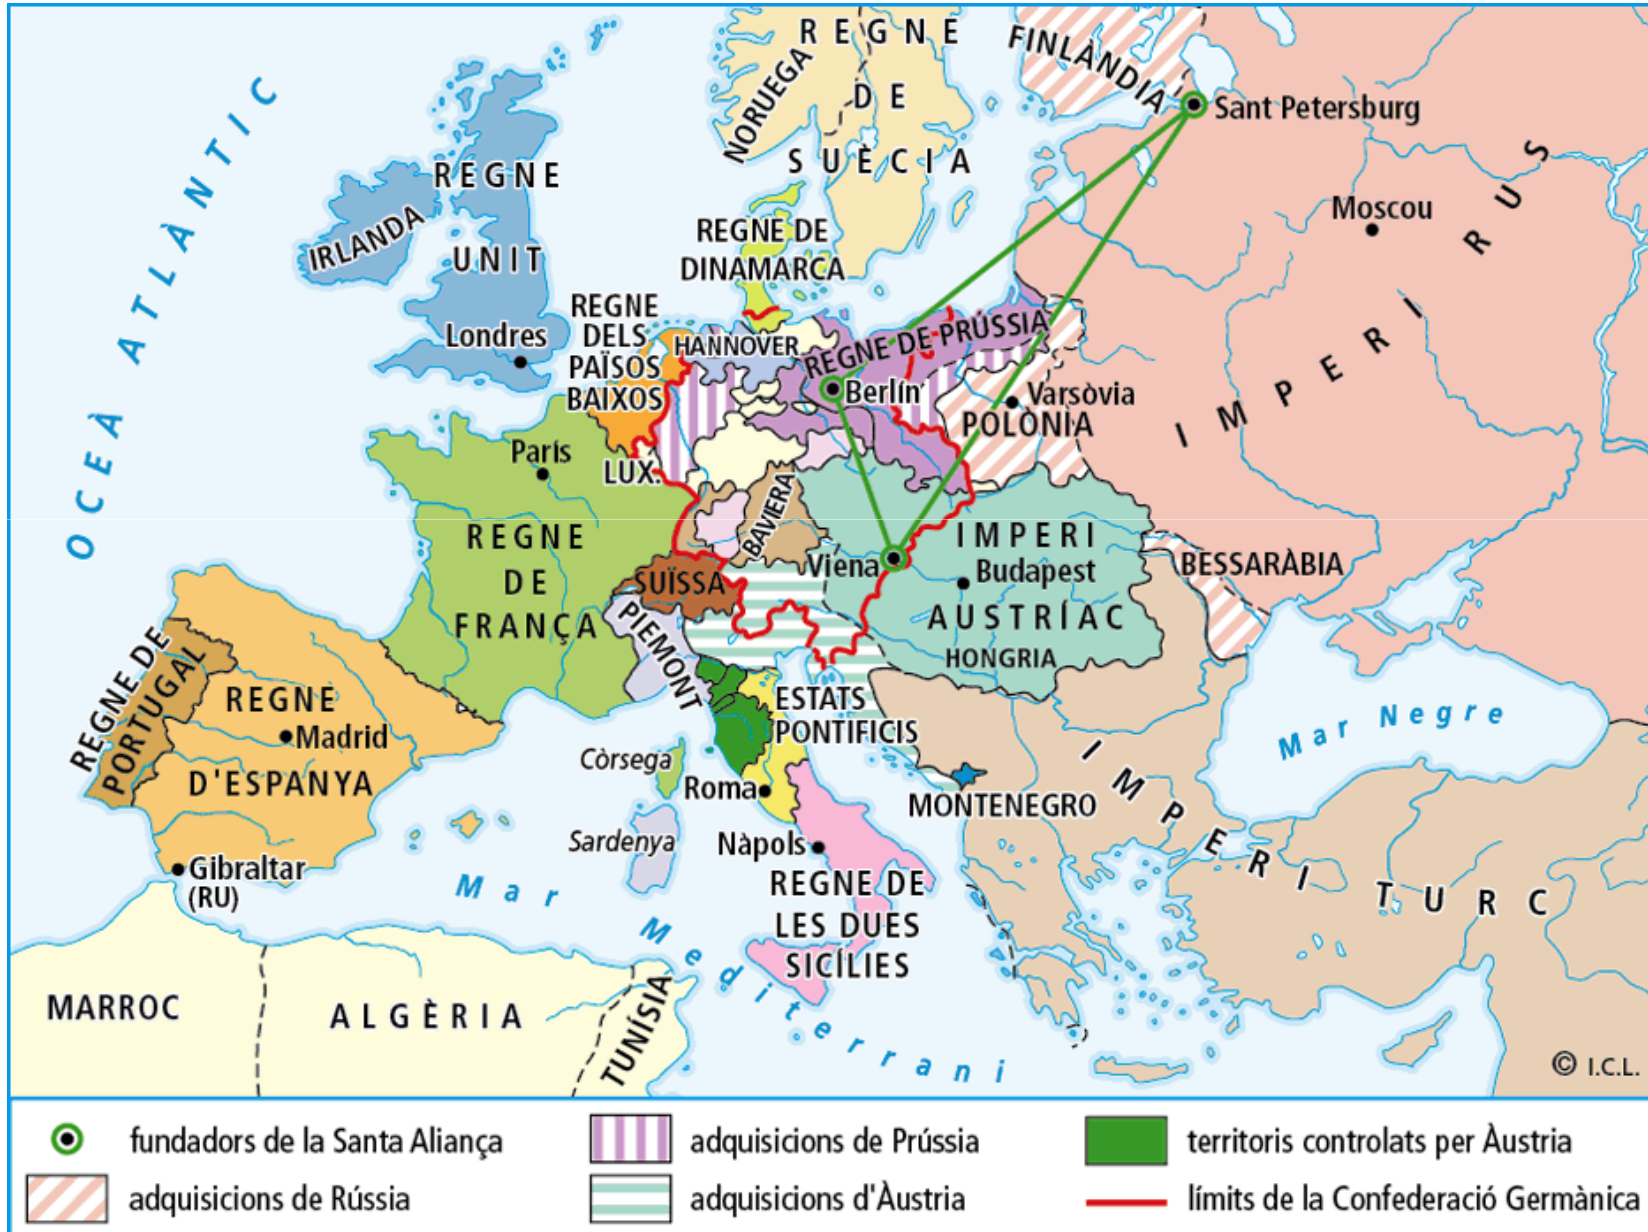 REGNE
DE
SUÈCIA
NORUEGA
FINLÀNDIA
Sant Petersburg
OCEÀ ATLÀNTIC
REGNE
UNIT
IRLANDA
Londres
REGNE DE
DINAMARCA
Moscou
IMPERI RUS
REGNE
DELS
PAÏSOS
BAIXOS
HANNOVER
REGNE DE PRÚSSIA
Berlín
Varsòvia
POLÒNIA
París
LUX.
REGNE
DE
FRANÇA
BAVIERA
Viena
IMPERI
Budapest
AUSTRÍAC
HONGRIA
BESSARÀBIA
SUÏSSA
PIEMONT
REGNE DE
PORTUGAL
REGNE
Madrid
D'ESPANYA
Gibraltar
(RU)
Còrsega
Sardenya
ESTATS
PONTIFICIS
Roma
Nàpols
REGNE DE
LES DUES
SICÍLIES
MONTENEGRO
Mar Negre
IMPERI TURC
Mar Mediterrani
MARROC
ALGÈRIA
TUNÍSIA
© I.C.L.
fundadors de la Santa Aliança
adquisicions de Prússia
territoris controlats per Àustria
adquisicions de Rússia
adquisicions d'Àustria
límits de la Confederació Germànica